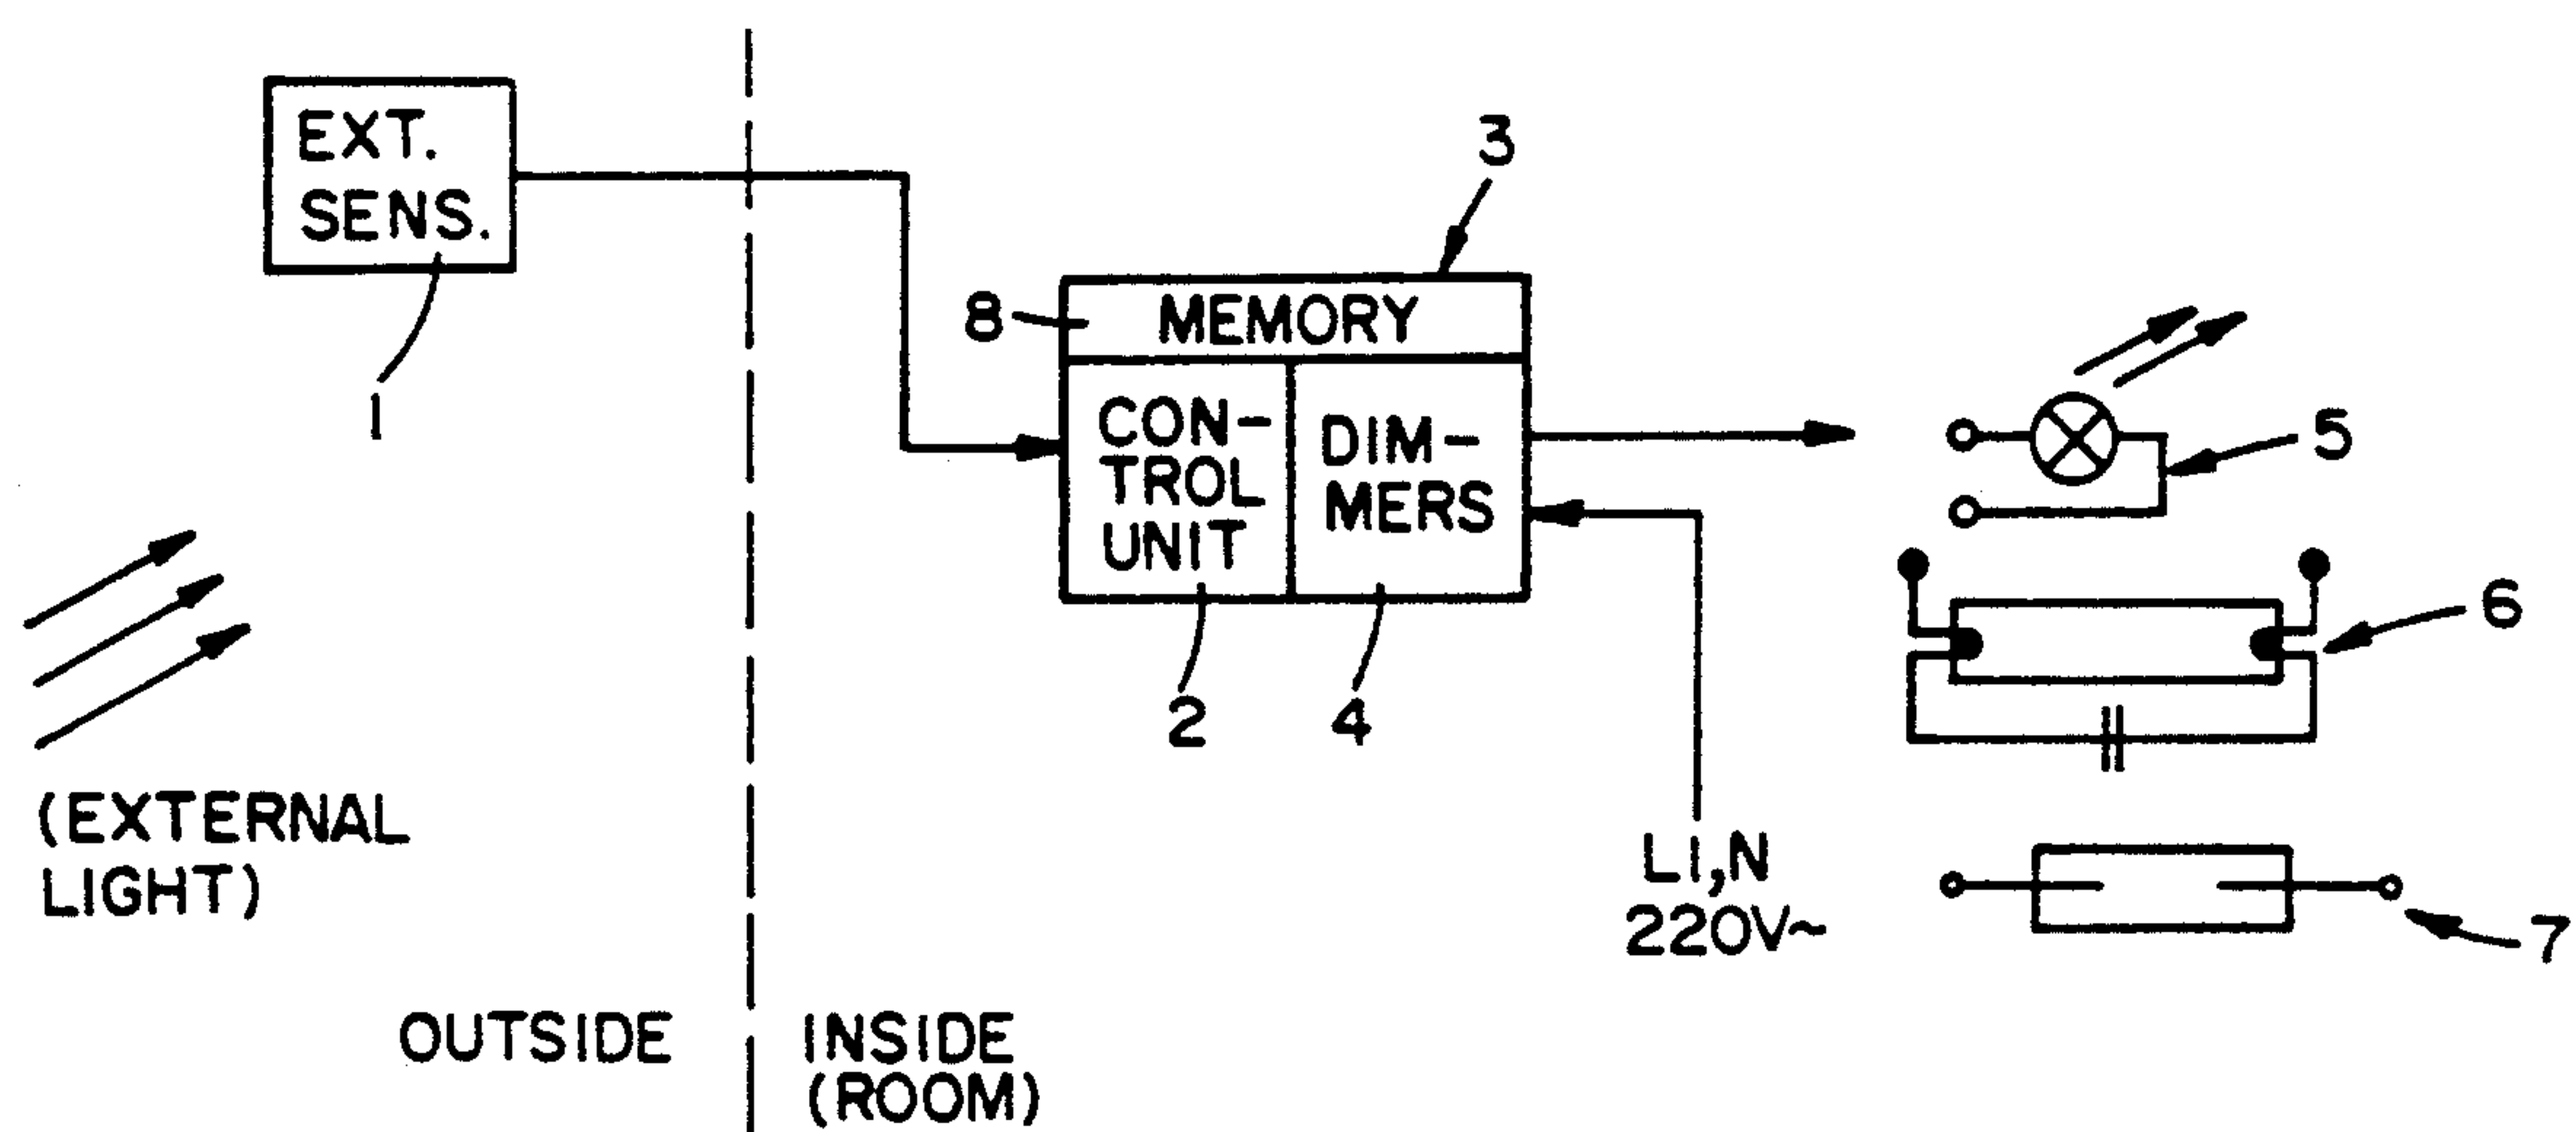 EXT.
SENS.
1
3
8
MEMORY
CON-
TROL
UNIT
DIM-
MERS
2
4
5
6
7
L1,N
220V~
(EXTERNAL
LIGHT)
OUTSIDE
INSIDE
(ROOM)